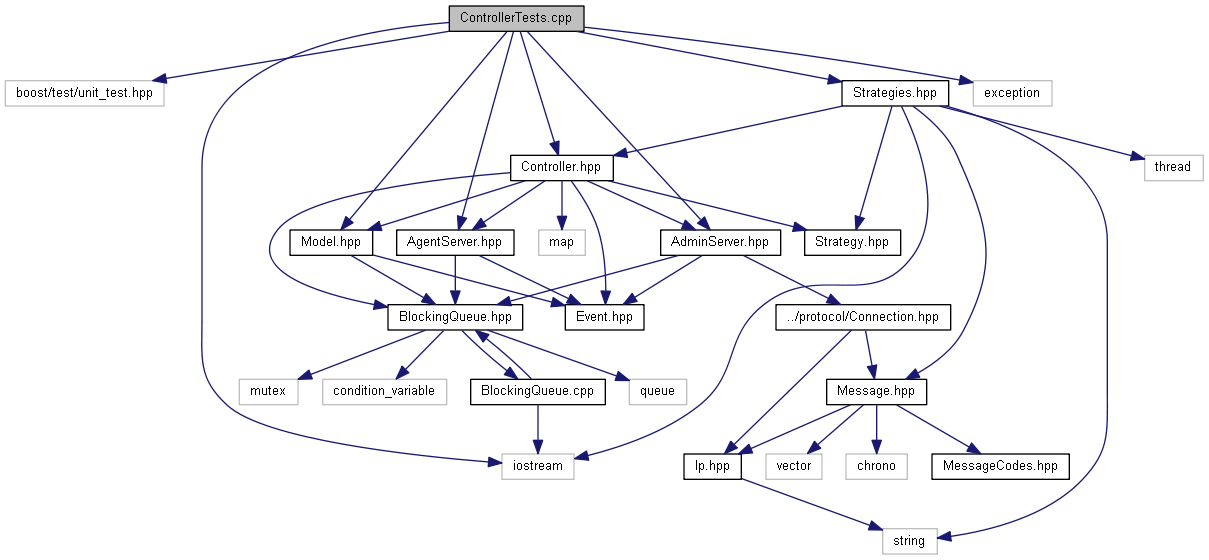 ControllerTests.cpp
boost/test/unit_test.hpp
Strategies.hpp
exception
Controller.hpp
thread
Model.hpp
AgentServer.hpp
map
AdminServer.hpp
Strategy.hpp
BlockingQueue.hpp
Event.hpp
../protocol/Connection.hpp
mutex
condition_variable
BlockingQueue.cpp
queue
Message.hpp
iostream
Ip.hpp
vector
chrono
MessageCodes.hpp
string